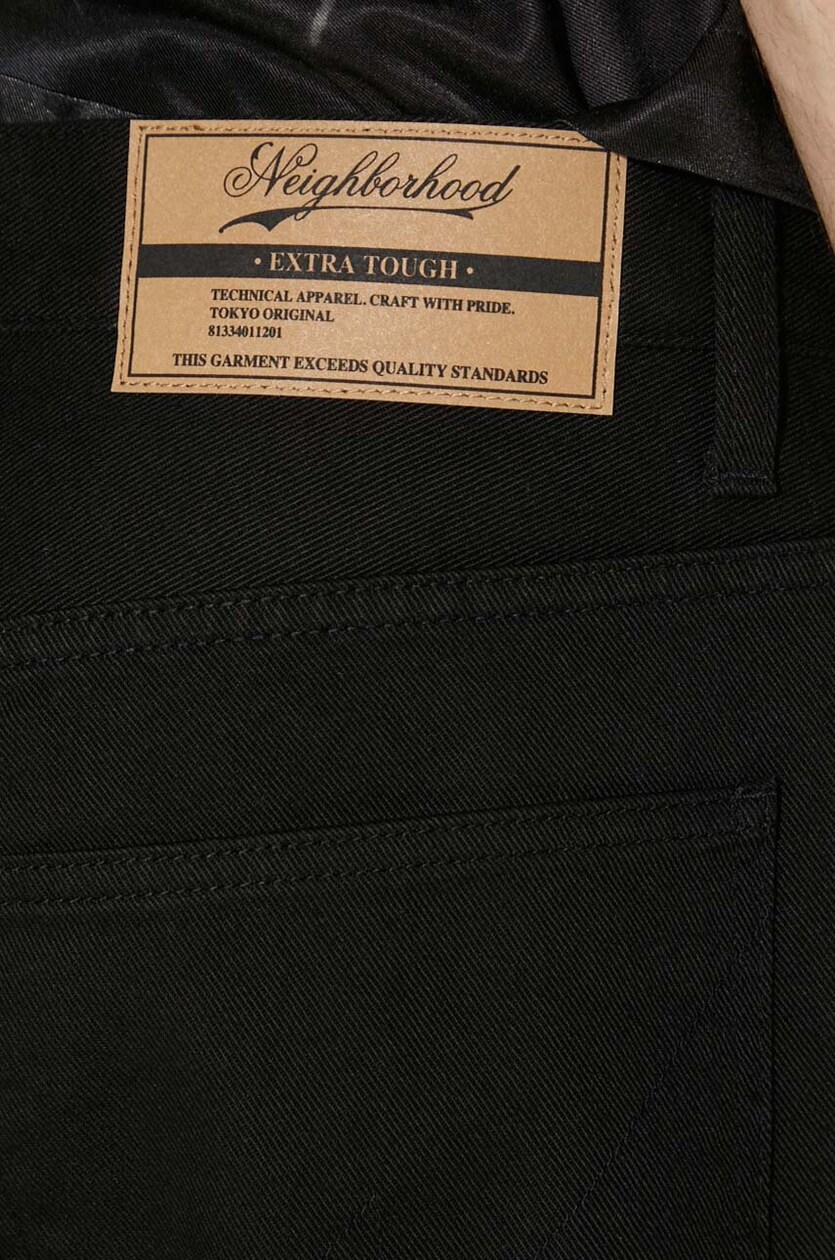 Neighborhood
• EXTRA TOUGH •
TECHNICAL APPAREL. CRAFT WITH PRIDE.
TOKYO ORIGINAL
81334011201
THIS GARMENT EXCEEDS QUALITY STANDARDS